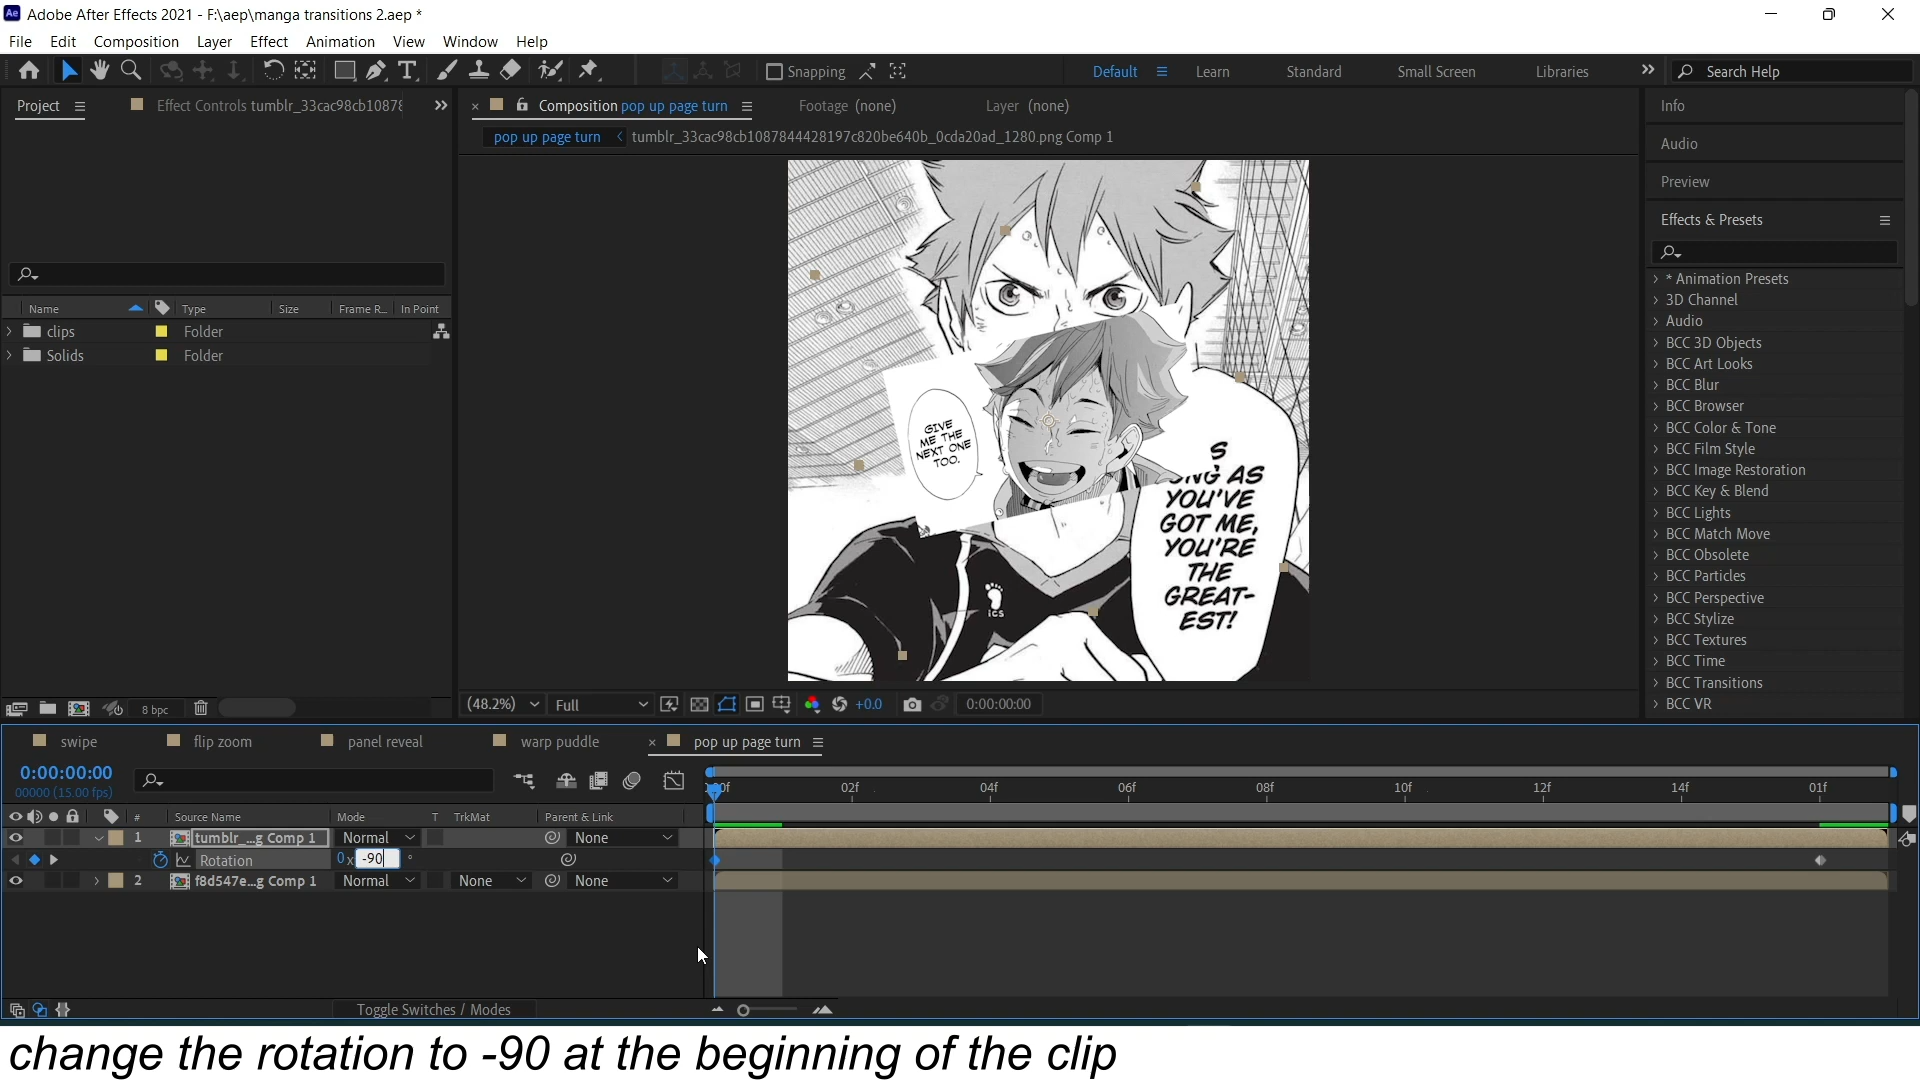 Adobe After Effects 2021 - F:\aep\manga transitions 2.aep *
File Edit Composition Layer Effect Animation View Window Help
Snapping Default Learn Standard Small Screen Libraries Search Help
Project Effect Controls tumblr_33cac98cb10878
Composition pop up page turn Footage (none) Layer (none)
pop up page turn tumblr_33cac98cb1087844428197c820be640b_0cda20ad_1280.png Comp 1
Name Type Size Frame R... In Point
clips Folder
Solids Folder
GIVE
ME THE
NEXT ONE
TOO.
S
ONG AS
YOU'VE
GOT ME,
YOU'RE
THE
GREAT-
EST!
ICS
Info
Audio
Preview
Effects & Presets
* Animation Presets
3D Channel
Audio
BCC 3D Objects
BCC Art Looks
BCC Blur
BCC Browser
BCC Color & Tone
BCC Film Style
BCC Image Restoration
BCC Key & Blend
BCC Lights
BCC Match Move
BCC Obsolete
BCC Particles
BCC Perspective
BCC Stylize
BCC Textures
BCC Time
BCC Transitions
BCC VR
8 bpc
(48.2%) Full +0.0 0:00:00:00
swipe flip zoom panel reveal warp puddle pop up page turn
0:00:00:00
00000 (15.00 fps)
02f 04f 06f 08f 10f 12f 14f 01f
# Source Name Mode T TrkMat Parent & Link
1 tumblr_...g Comp 1 Normal None
Rotation 0x -90 °
2 f8d547e...g Comp 1 Normal None None
Toggle Switches / Modes
change the rotation to -90 at the beginning of the clip